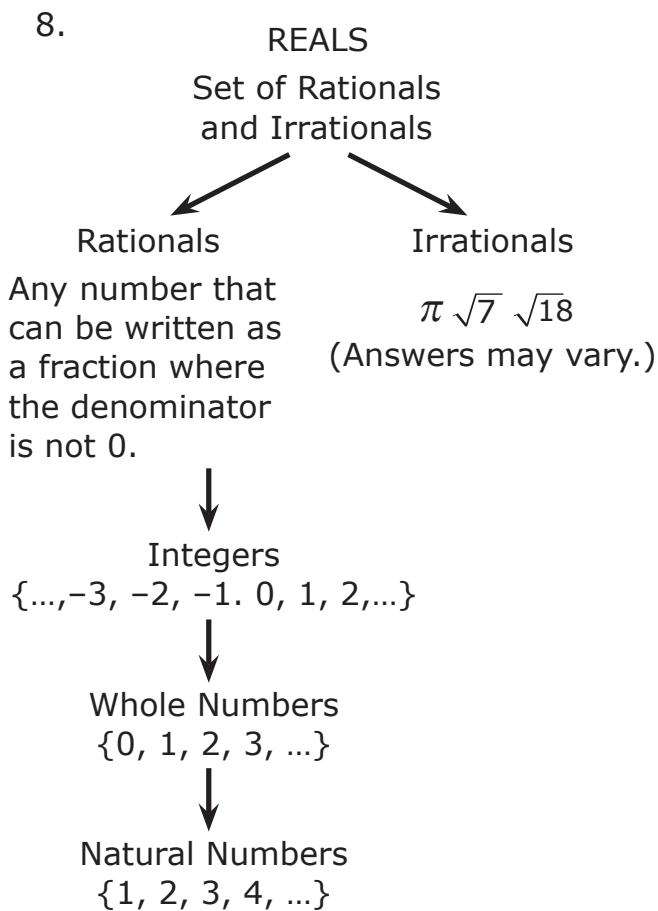 8.
REALS
Set of Rationals
and Irrationals
Rationals
Any number that
can be written as
a fraction where
the denominator
is not 0.
Irrationals
π √7 √18
(Answers may vary.)
Integers
{…,–3, –2, –1. 0, 1, 2,…}
Whole Numbers
{0, 1, 2, 3, …}
Natural Numbers
{1, 2, 3, 4, …}